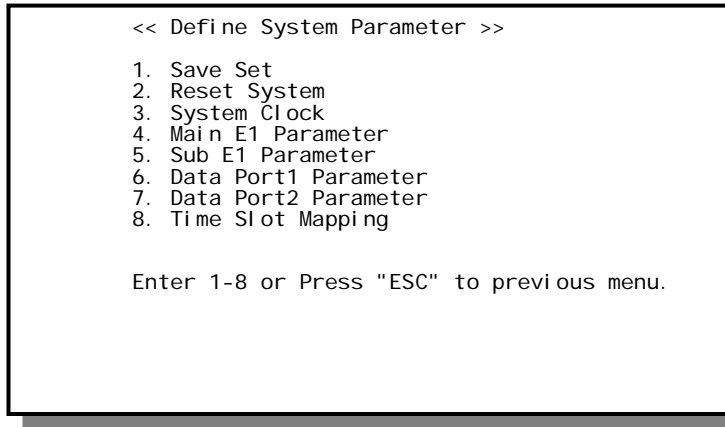 << Define System Parameter >>
1. Save Set
2. Reset System
3. System Clock
4. Main E1 Parameter
5. Sub E1 Parameter
6. Data Port1 Parameter
7. Data Port2 Parameter
8. Time Slot Mapping
Enter 1-8 or Press "ESC" to previous menu.